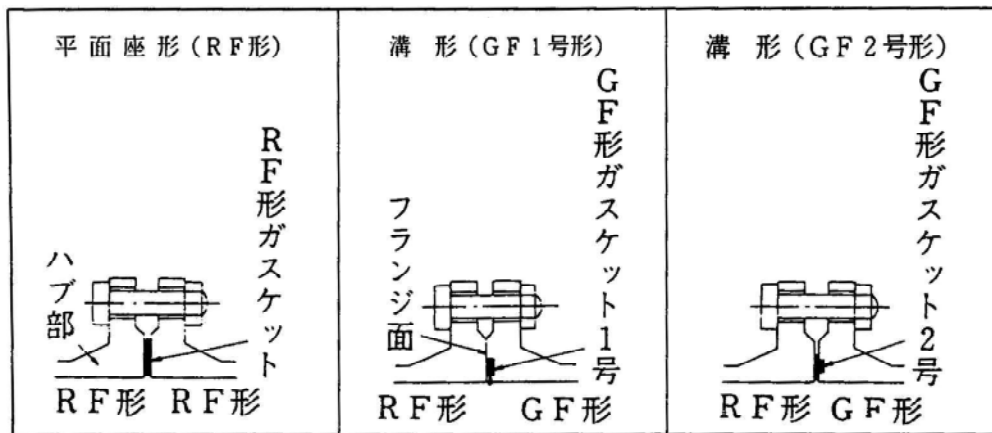 平面座形(RF形)
RF形ガスケット
ハブ部
RF形 RF形
溝 形(GF1号形)
GF形ガスケット1号
フランジ面
RF形 GF形
溝 形(GF2号形)
GF形ガスケット2号
RF形 GF形